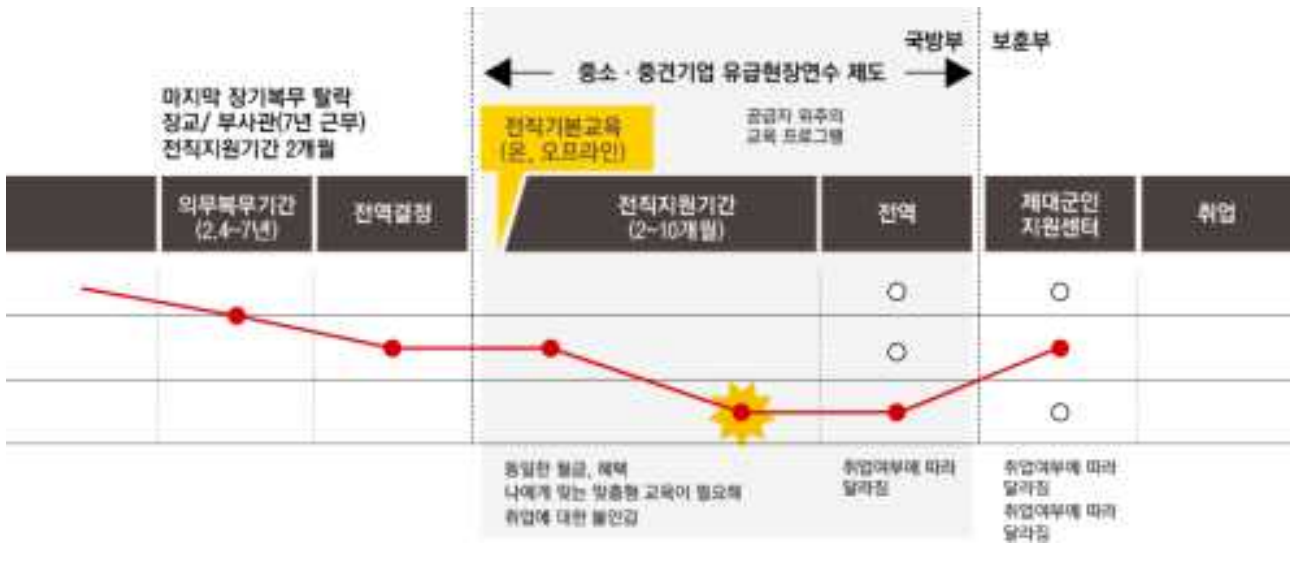 국방부
보훈부
중소 · 중견기업 유급현장연수 제도
마지막 장기복무 탈락
장교/ 부사관(7년 근무)
전직지원기간 2개월
전직기본교육
(온, 오프라인)
공급자 위주의
교육 프로그램
의무복무기간
(2.4~7년)
전역결정
전직지원기간
(2~10개월)
전역
제대군인
지원센터
취업
동일한 월급, 혜택
나에게 맞는 맞춤형 교육이 필요해
취업에 대한 불안감
취업여부에 따라
달라짐
취업여부에 따라
달라짐
취업여부에 따라
달라짐